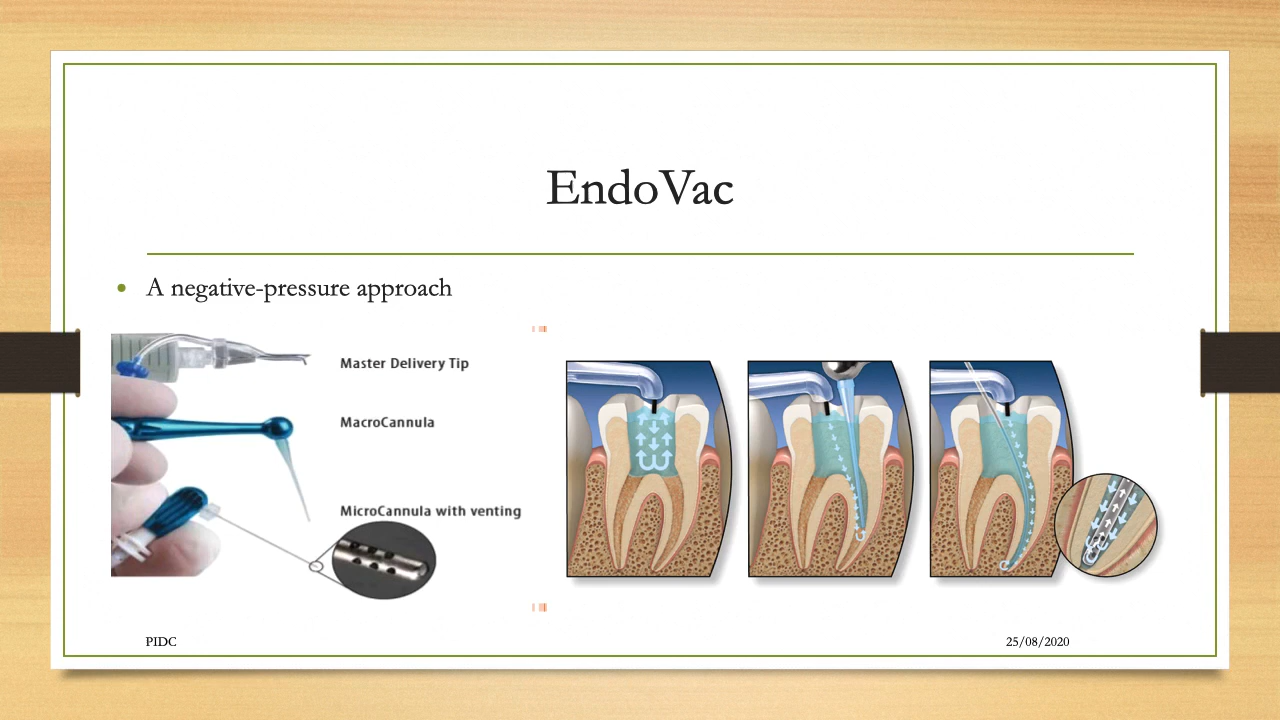 EndoVac
• A negative-pressure approach
Master Delivery Tip
MacroCannula
MicroCannula with venting
PIDC
25/08/2020